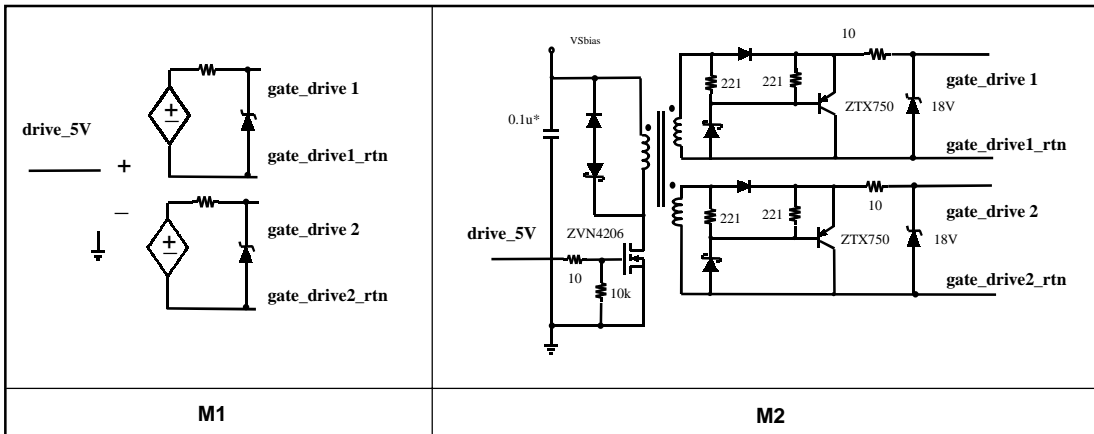 drive_5V
+
−
+
−
gate_drive 1
gate_drive1_rtn
+
−
gate_drive 2
gate_drive2_rtn
M1
VSbias
0.1u*
drive_5V
10
10k
ZVN4206
221
221
ZTX750
10
18V
gate_drive 1
gate_drive1_rtn
221
221
ZTX750
10
18V
gate_drive 2
gate_drive2_rtn
M2